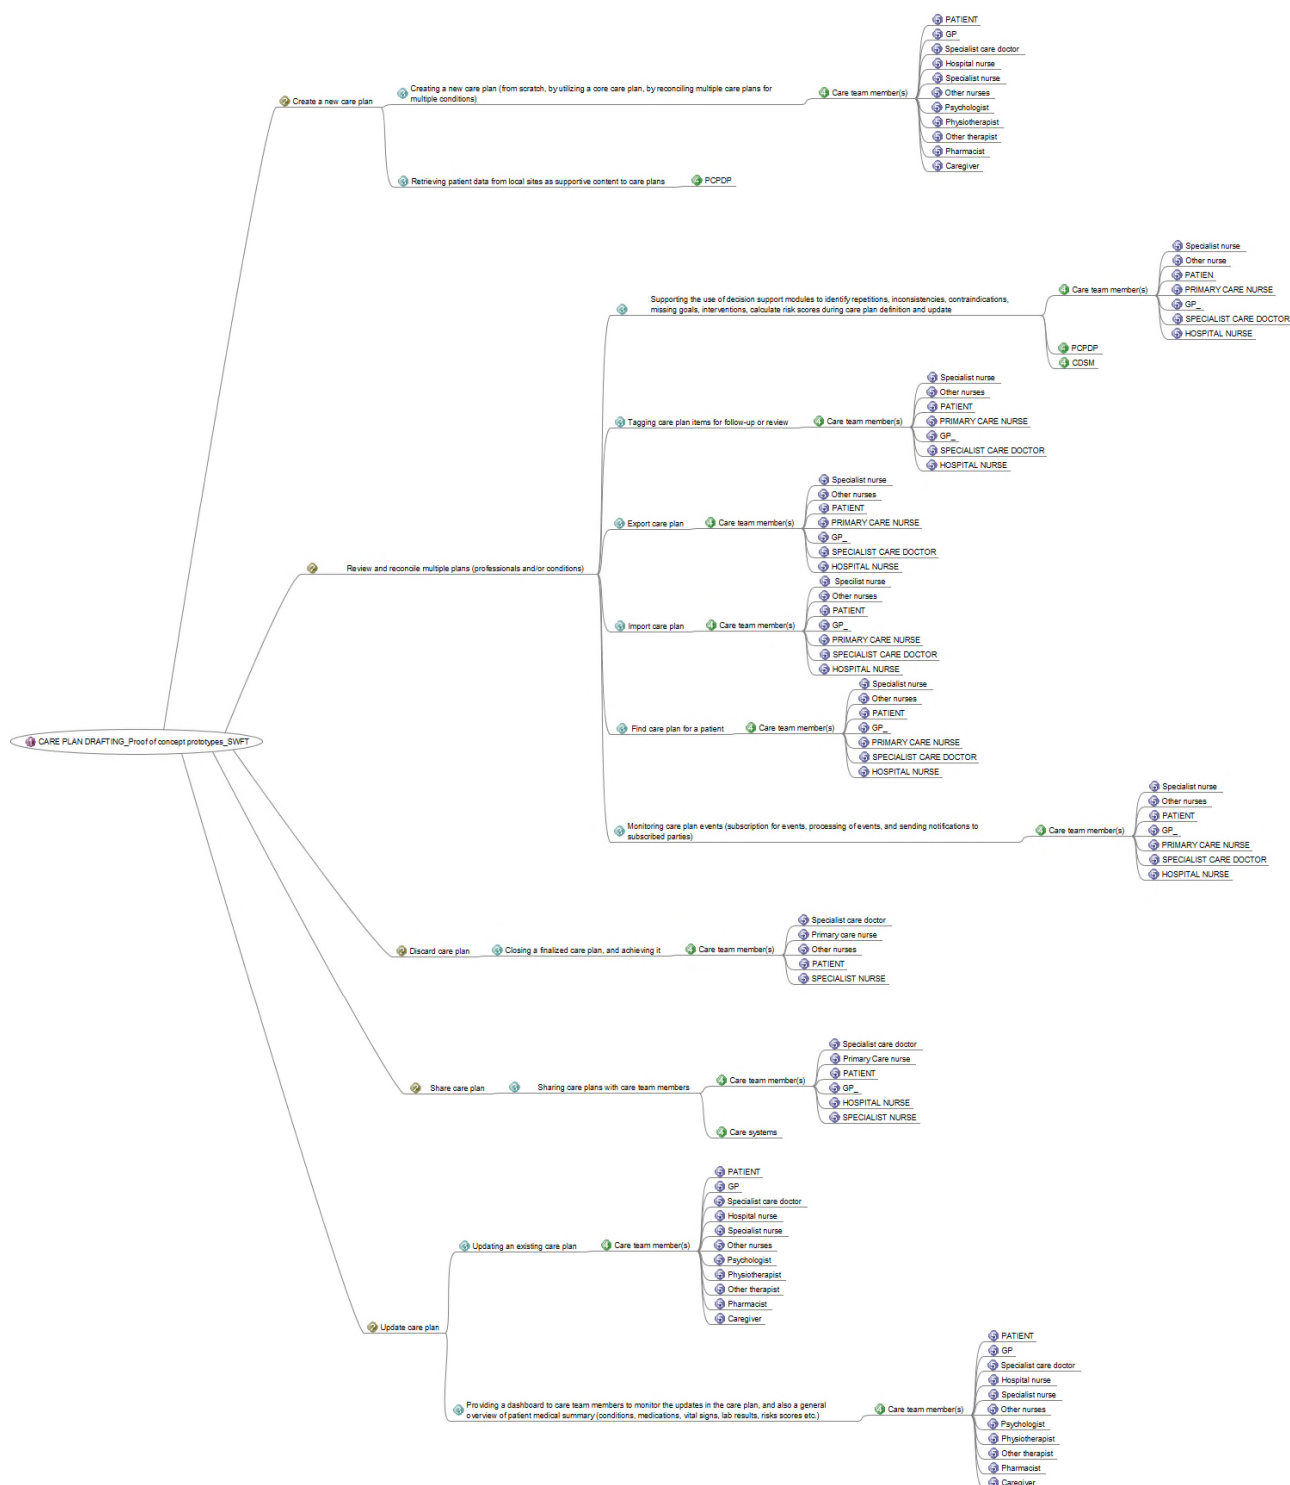 PATIENT
GP
Specialist care doctor
Hospital nurse
Specialist nurse
Other nurses
Psychologist
Physiotherapist
Other therapist
Pharmacist
Caregiver
Care team member(s)
Creating a new care plan (from scratch, by utilizing a core care plan, by reconciling multiple care plans for
multiple conditions)
Create a new care plan
Retrieving patient data from local sites as supportive content to care plans
PCPDP
Specialist nurse
Other nurse
PATIEN
PRIMARY CARE NURSE
GP_
SPECIALIST CARE DOCTOR
HOSPITAL NURSE
Care team member(s)
Supporting the use of decision support modules to identify repetitions, inconsistencies, contraindications,
missing goals, interventions, calculate risk scores during care plan definition and update
PCPDP
CDSM
Specialist nurse
Other nurses
PATIENT
PRIMARY CARE NURSE
GP_
SPECIALIST CARE DOCTOR
HOSPITAL NURSE
Tagging care plan items for follow-up or review
Care team member(s)
Specialist nurse
Other nurses
PATIENT
PRIMARY CARE NURSE
GP_
SPECIALIST CARE DOCTOR
HOSPITAL NURSE
Export care plan
Care team member(s)
Review and reconcile multiple plans (professionals and/or conditions)
Specilist nurse
Other nurses
PATIENT
GP_
PRIMARY CARE NURSE
SPECIALIST CARE DOCTOR
HOSPITAL NURSE
Import care plan
Care team member(s)
Specialist nurse
Other nurses
PATIENT
GP_
PRIMARY CARE NURSE
SPECIALIST CARE DOCTOR
HOSPITAL NURSE
Find care plan for a patient
Care team member(s)
CARE PLAN DRAFTING_Proof of concept prototypes_SWFT
Specialist nurse
Other nurses
PATIENT
GP_
PRIMARY CARE NURSE
SPECIALIST CARE DOCTOR
HOSPITAL NURSE
Monitoring care plan events (subscription for events, processing of events, and sending notifications to
subscribed parties)
Care team member(s)
Specialist care doctor
Primary care nurse
Other nurses
PATIENT
SPECIALIST NURSE
Discard care plan
Closing a finalized care plan, and achieving it
Care team member(s)
Specialist care doctor
Primary Care nurse
PATIENT
GP_
HOSPITAL NURSE
SPECIALIST NURSE
Care team member(s)
Share care plan
Sharing care plans with care team members
Care systems
PATIENT
GP
Specialist care doctor
Hospital nurse
Specialist nurse
Other nurses
Psychologist
Physiotherapist
Other therapist
Pharmacist
Caregiver
Updating an existing care plan
Care team member(s)
Update care plan
PATIENT
GP
Specialist care doctor
Hospital nurse
Specialist nurse
Other nurses
Psychologist
Physiotherapist
Other therapist
Pharmacist
Caregiver
Providing a dashboard to care team members to monitor the updates in the care plan, and also a general
overview of patient medical summary (conditions, medications, vital signs, lab results, risks scores etc.)
Care team member(s)